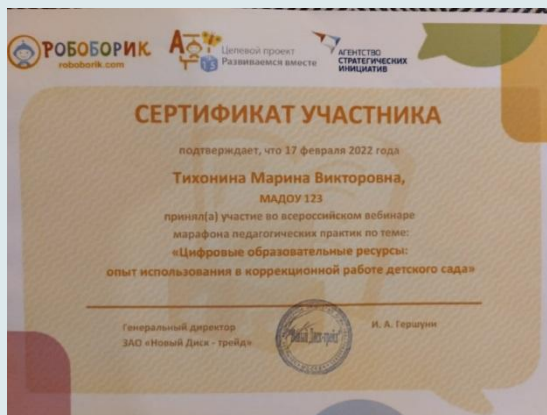 РОБОБОРИК
roboborik.com
Целевой проект
Развиваемся вместе
АГЕНТСТВО
СТРАТЕГИЧЕСКИХ
ИНИЦИАТИВ
СЕРТИФИКАТ УЧАСТНИКА
подтверждает, что 17 февраля 2022 года
Тихонина Марина Викторовна,
МАДОУ 123
принял(а) участие во всероссийском вебинаре
марафона педагогических практик по теме:
«Цифровые образовательные ресурсы:
опыт использования в коррекционной работе детского сада»
Генеральный директор
ЗАО «Новый Диск - трейд»
И. А. Гершуни